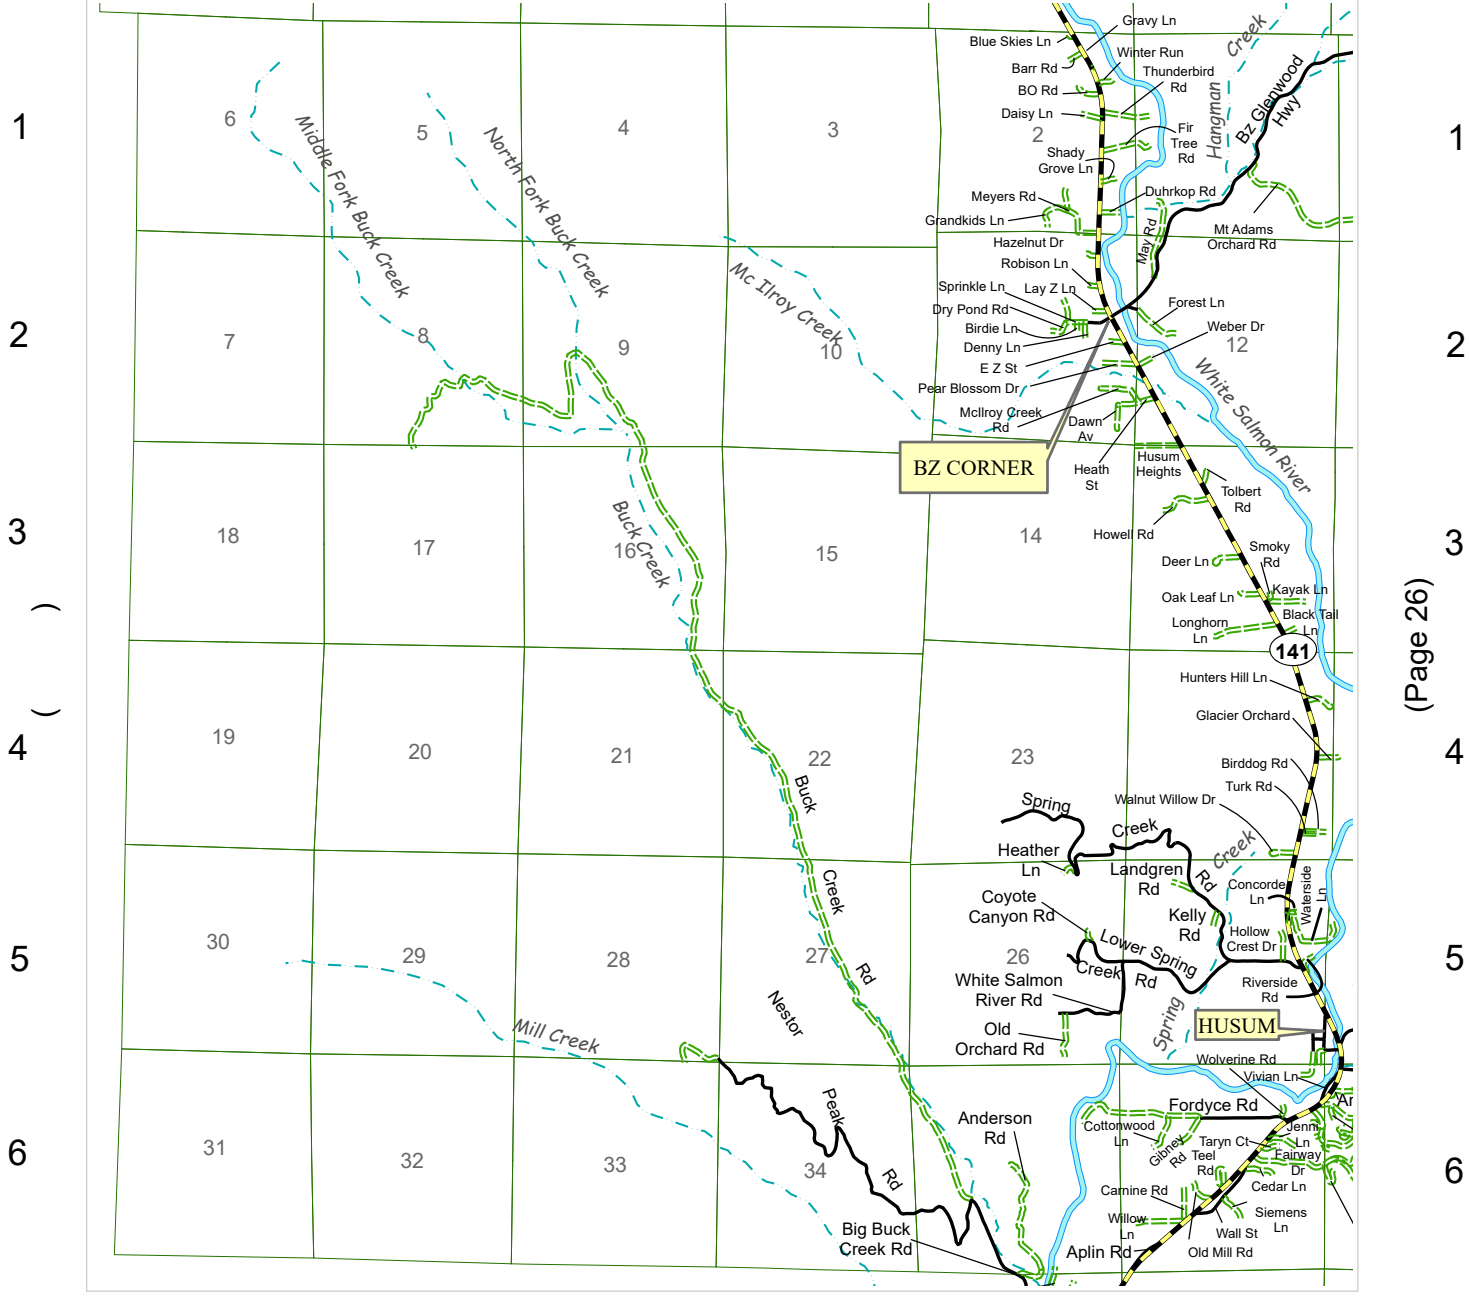 Gravy Ln
Blue Skies Ln
Winter Run
Barr Rd
Thunderbird
Rd
BO Rd
Daisy Ln
Creek
Hangman
Bz Glenwood
Hwy
1
6
5
4
3
2
1
Middle Fork Buck Creek
North Fork Buck Creek
Fir
Tree
Rd
Shady
Grove Ln
Meyers Rd
Duhrkop Rd
Grandkids Ln
Mt Adams
Orchard Rd
Hazelnut Dr
May Rd
Robison Ln
Mc Ilroy Creek
Sprinkle Ln
Lay Z Ln
Dry Pond Rd
Forest Ln
Birdie Ln
Weber Dr
2
7
8
9
10
12
2
Denny Ln
E Z St
Pear Blossom Dr
White Salmon River
McIlroy Creek
Rd
Dawn
Av
BZ CORNER
Heath
St
Husum
Heights
Tolbert
Rd
Howell Rd
3
18
17
16
15
14
3
Buck Creek
Smoky
Rd
Deer Ln
Kayak Ln
Oak Leaf Ln
Black Tail
Ln
Longhorn
Ln
141
( )
(Page 26)
Hunters Hill Ln
Glacier Orchard
4
19
20
21
22
23
4
Birddog Rd
Turk Rd
Walnut Willow Dr
Buck
Creek
Rd
Spring
Creek
Rd
Heather
Ln
Landgren
Rd
Creek
Concorde
Ln
Waterside
Ln
Coyote
Canyon Rd
Kelly
Rd
Hollow
Crest Dr
5
30
29
28
27
26
5
Lower Spring
Creek
Rd
White Salmon
River Rd
Riverside
Rd
Spring
HUSUM
Old
Orchard Rd
Mill Creek
Nestor
Peak
Rd
Wolverine Rd
Vivian Ln
Fordyce Rd
Ar
Anderson
Rd
Cottonwood
Ln
Gibney
Rd
Jenni
Ln
Taryn Ct
Teel
Rd
Fairway
Dr
6
31
32
33
34
6
Carnine Rd
Cedar Ln
Willow
Ln
Siemens
Ln
Wall St
Big Buck
Creek Rd
Aplin Rd
Old Mill Rd